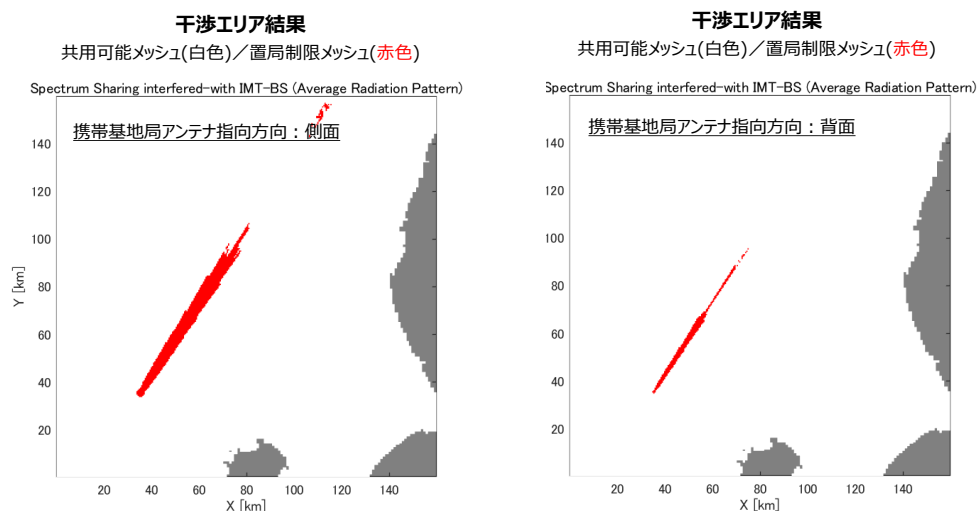 干渉エリア結果
共用可能メッシュ(白色)／置局制限メッシュ(赤色)
Spectrum Sharing interfered-with IMT-BS (Average Radiation Pattern)
携帯基地局アンテナ指向方向：側面
140
120
100
80
60
40
20
Y [km]
20 40 60 80 100 120 140
X [km]
干渉エリア結果
共用可能メッシュ(白色)／置局制限メッシュ(赤色)
Spectrum Sharing interfered-with IMT-BS (Average Radiation Pattern)
携帯基地局アンテナ指向方向：背面
140
120
100
80
60
40
20
20 40 60 80 100 120 140
X [km]